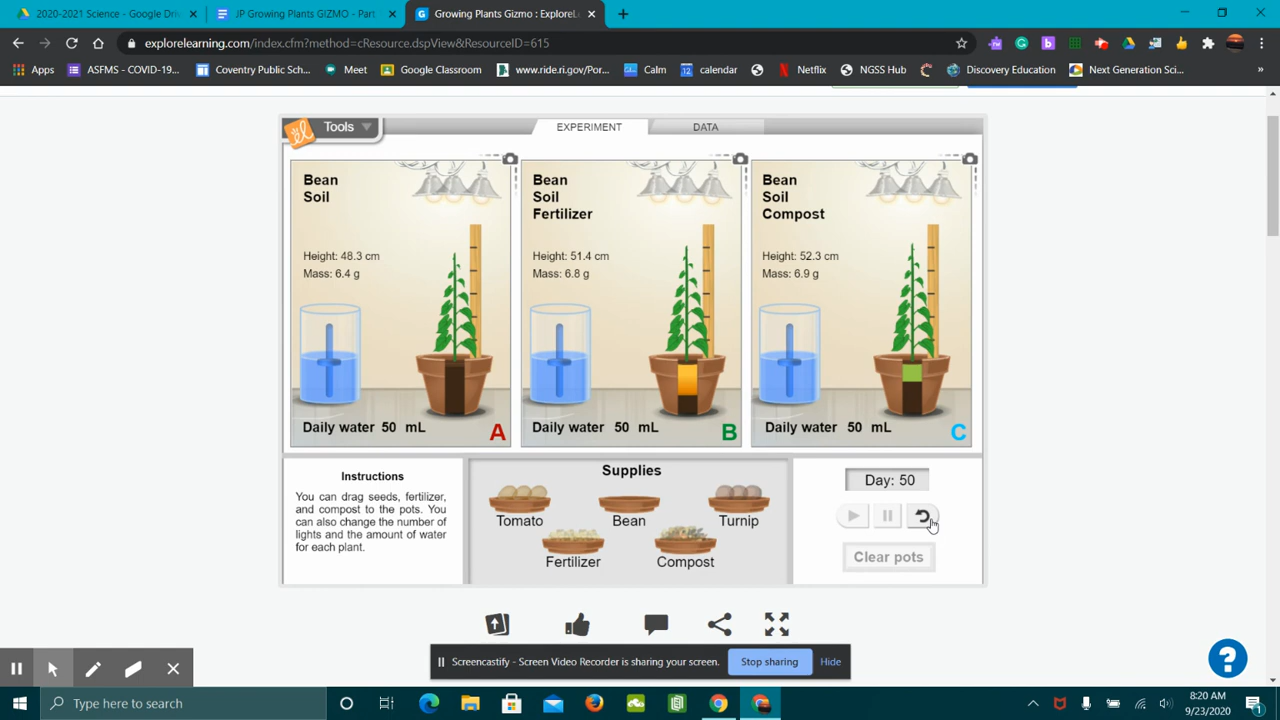 2020-2021 Science - Google Driv
JP Growing Plants GIZMO - Part
Growing Plants Gizmo : ExploreL
explorelearning.com/index.cfm?method=cResource.dspView&ResourceID=615
Apps
ASFMS - COVID-19...
Coventry Public Sch...
Meet
Google Classroom
www.ride.ri.gov/Por...
Calm
calendar
Netflix
NGSS Hub
Discovery Education
Next Generation Sci...
»
el
Tools
EXPERIMENT
DATA
Bean
Soil
Height: 48.3 cm
Mass: 6.4 g
Daily water 50 mL
A
Bean
Soil
Fertilizer
Height: 51.4 cm
Mass: 6.8 g
Daily water 50 mL
B
Bean
Soil
Compost
Height: 52.3 cm
Mass: 6.9 g
Daily water 50 mL
C
Instructions
You can drag seeds, fertilizer,
and compost to the pots. You
can also change the number of
lights and the amount of water
for each plant.
Supplies
Tomato
Bean
Turnip
Fertilizer
Compost
Day: 50
Clear pots
Screencastify - Screen Video Recorder is sharing your screen.
Stop sharing
Hide
?
Type here to search
8:20 AM
9/23/2020
1